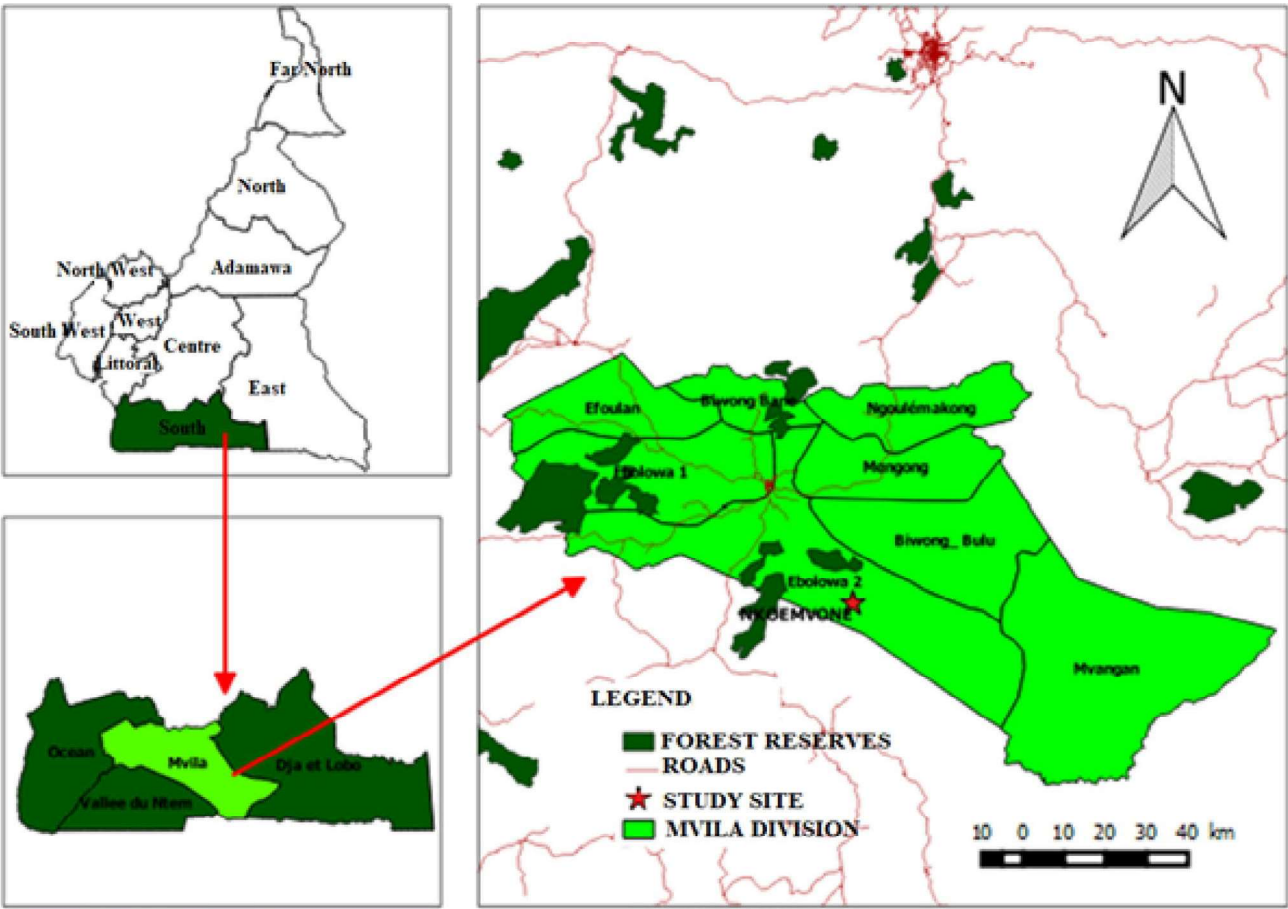 Far North
North
Adamawa
North West
West
South West
Littoral
Centre
East
South
Ocean
Mvila
Dja et Lobo
Vallee du Ntem
N
Efoulan
Biwong Bane
Ngoulémakong
Ebolowa 1
Mengong
Biwong_ Bulu
Ebolowa 2
NKOEMVONE
Mvangan
LEGEND
FOREST RESERVES
ROADS
STUDY SITE
MVILA DIVISION
10 0 10 20 30 40 km